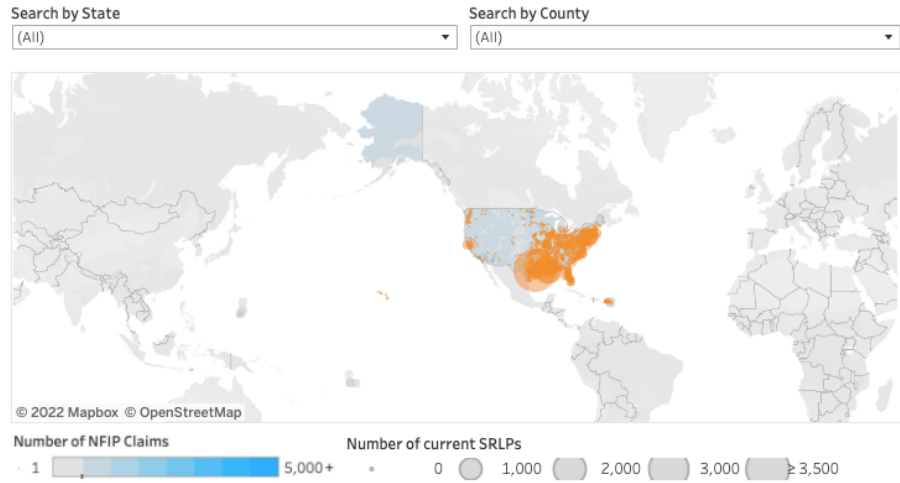 Search by State
Search by County
(All)
(All)
© 2022 Mapbox © OpenStreetMap
Number of NFIP Claims
1
5,000+
Number of current SRLPs
0
1,000
2,000
3,000
≥ 3,500